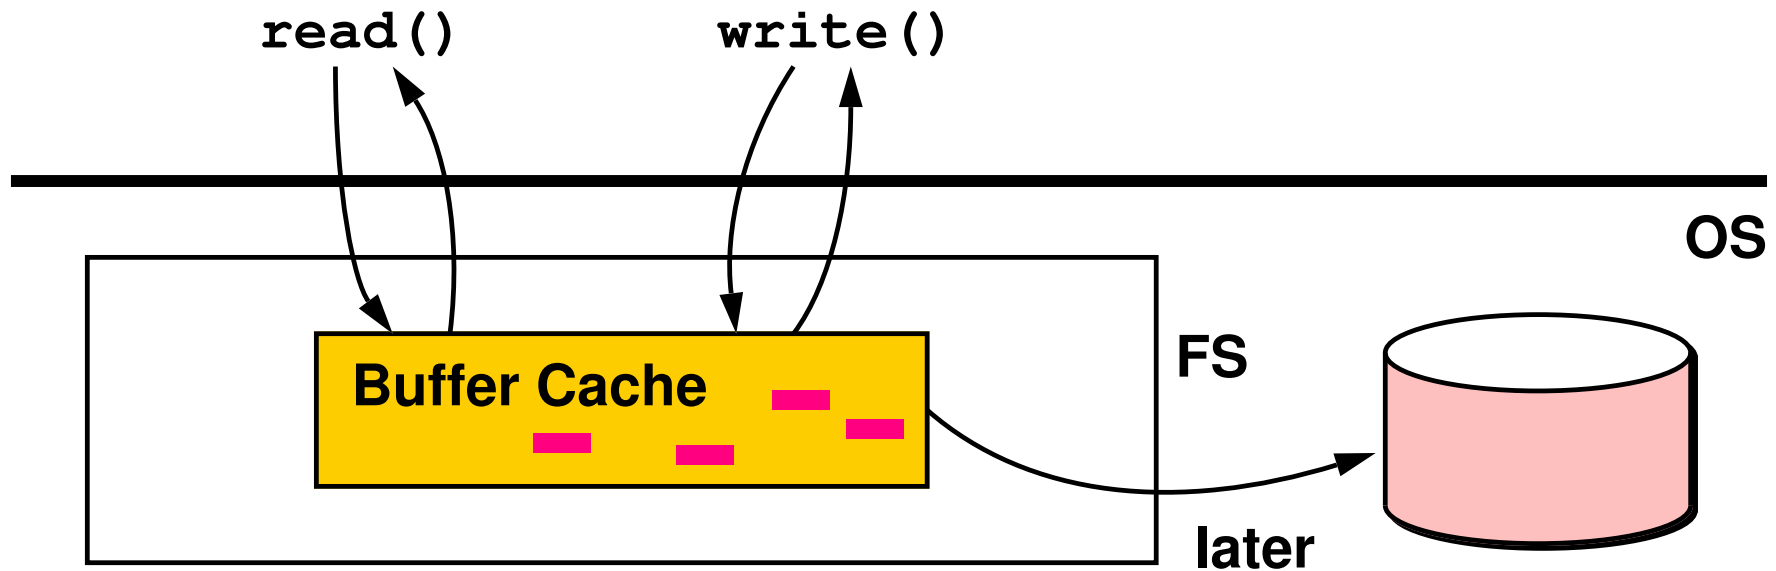 read() write()
OS
FS
Buffer Cache
later